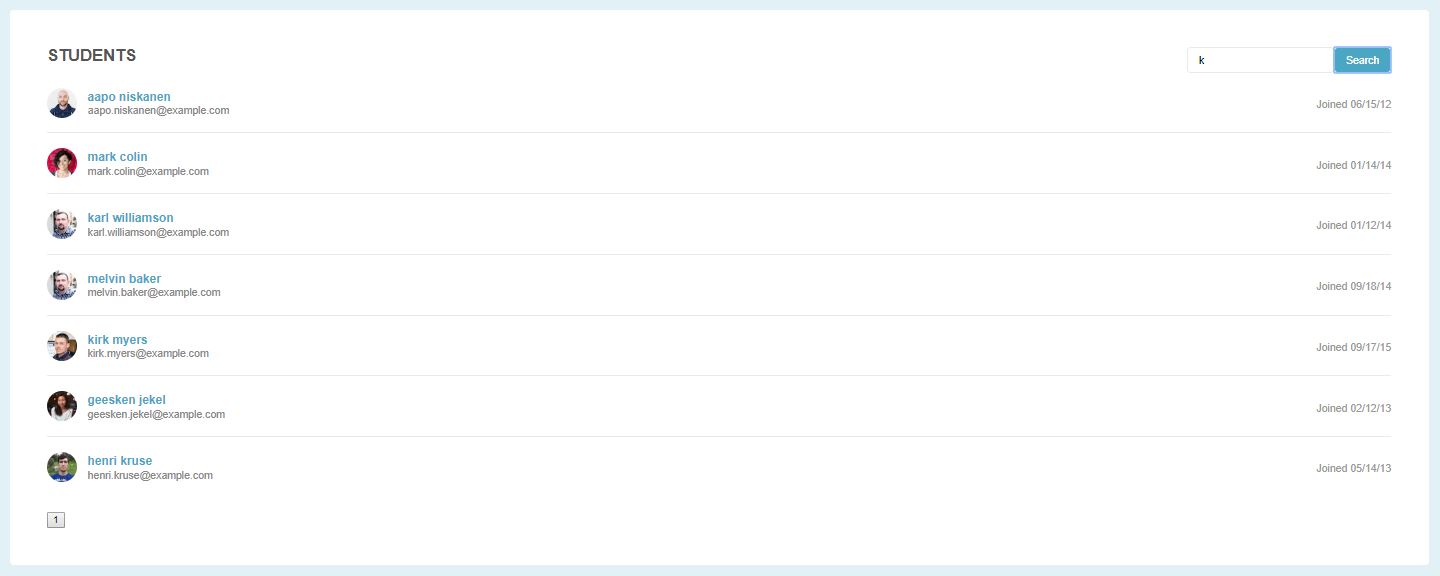 STUDENTS
k
Search
aapo niskanen
aapo.niskanen@example.com
Joined 06/15/12
mark colin
mark.colin@example.com
Joined 01/14/14
karl williamson
karl.williamson@example.com
Joined 01/12/14
melvin baker
melvin.baker@example.com
Joined 09/18/14
kirk myers
kirk.myers@example.com
Joined 09/17/15
geesken jekel
geesken.jekel@example.com
Joined 02/12/13
henri kruse
henri.kruse@example.com
Joined 05/14/13
1